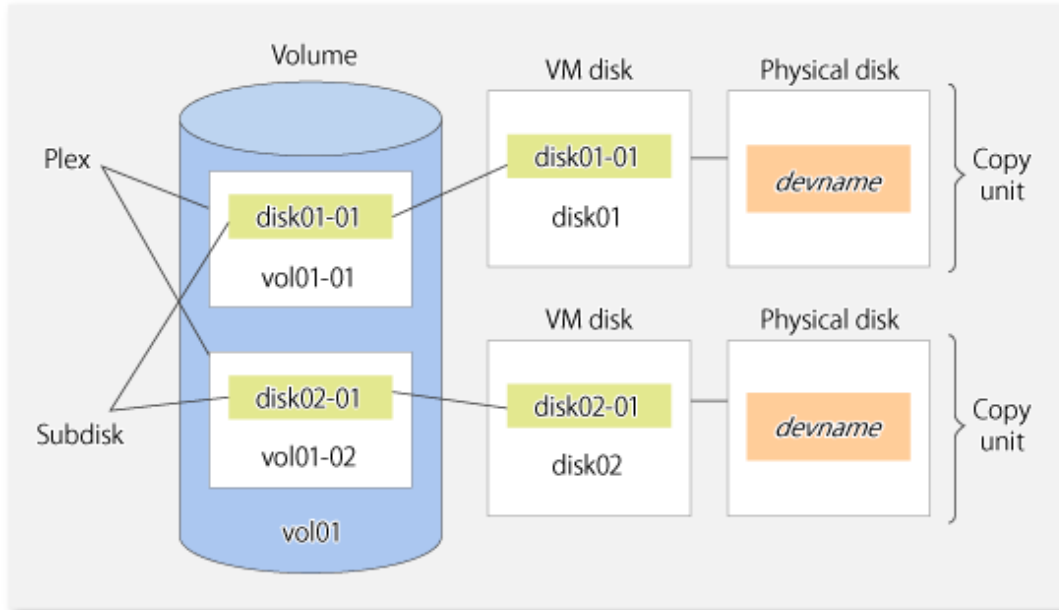 Volume
VM disk
Physical disk
Plex
disk01-01
vol01-01
disk01-01
disk01
devname
Copy
unit
VM disk
Physical disk
disk02-01
vol01-02
Subdisk
disk02-01
disk02
devname
Copy
unit
vol01